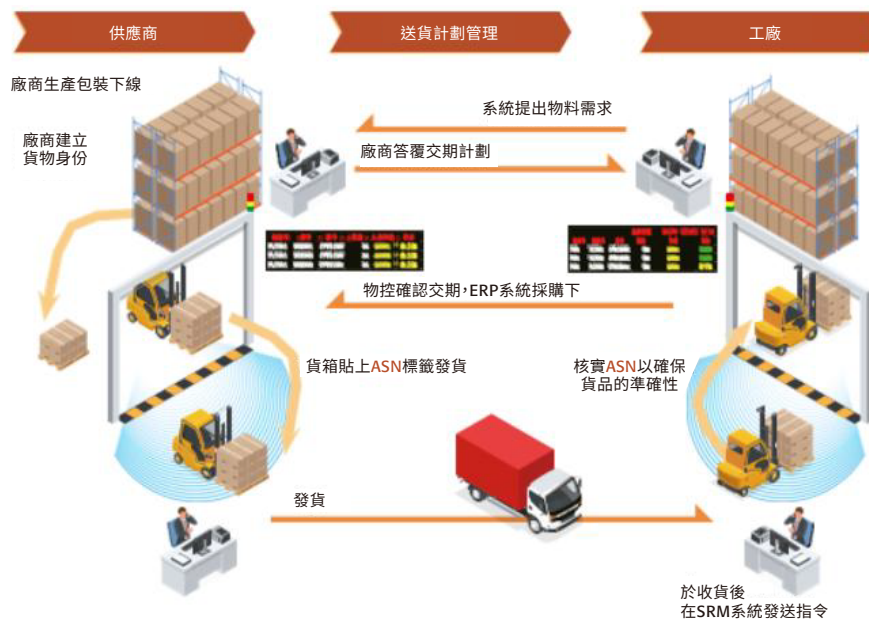 供應商
送貨計劃管理
工廠
廠商生產包裝下線
廠商建立
貨物身份
系統提出物料需求
廠商答覆交期計劃
物控確認交期,ERP系統採購下
貨箱貼上ASN標籤發貨
核實ASN以確保
貨品的準確性
發貨
於收貨後
在SRM系統發送指令